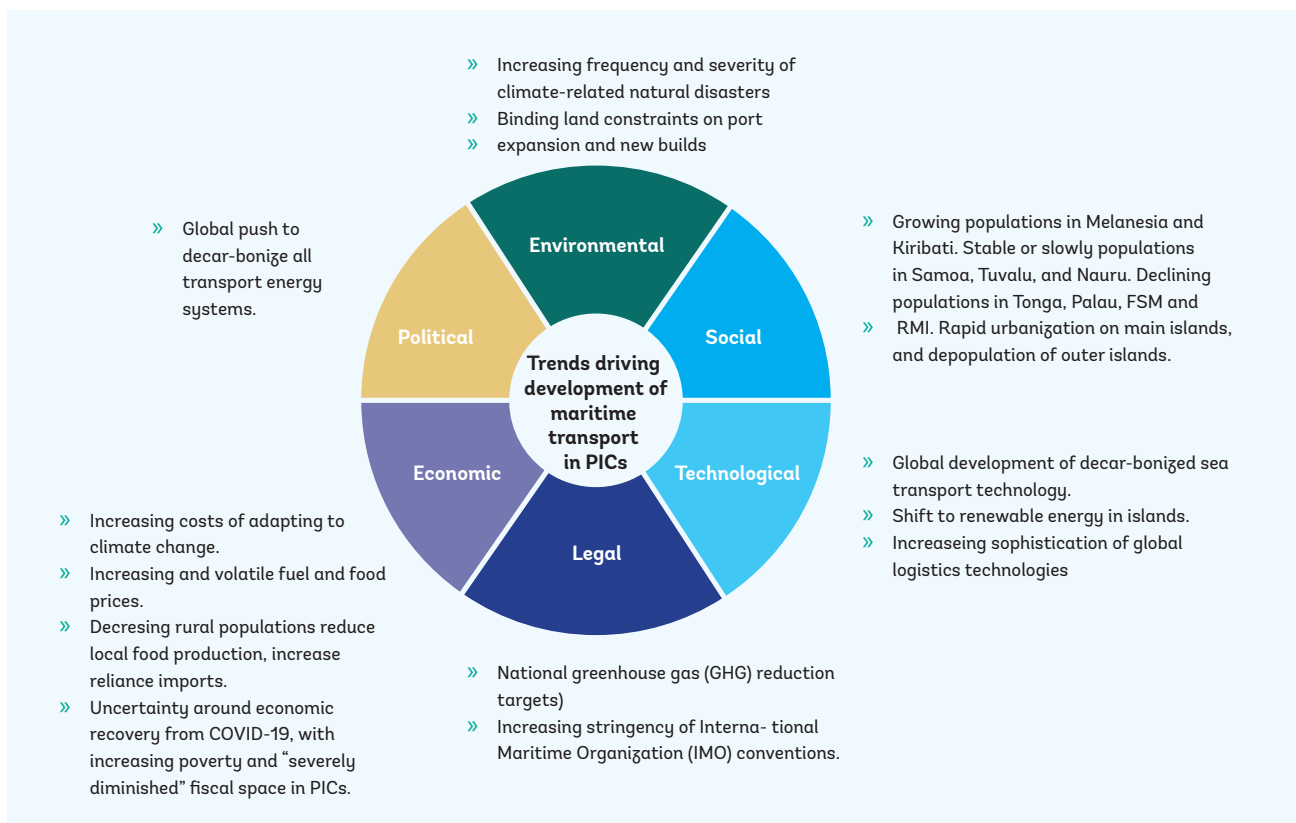 » Increasing frequency and severity of
climate-related natural disasters
» Binding land constraints on port
» expansion and new builds
» Global push to
decar-bonize all
transport energy
systems.
» Growing populations in Melanesia and
Kiribati. Stable or slowly populations
in Samoa, Tuvalu, and Nauru. Declining
populations in Tonga, Palau, FSM and
» RMI. Rapid urbanization on main islands,
and depopulation of outer islands.
Environmental
Political
Social
Trends driving
development of
maritime
transport
in PICs
Economic
Technological
Legal
» Global development of decar-bonized sea
transport technology.
» Shift to renewable energy in islands.
» Increaseing sophistication of global
logistics technologies
» Increasing costs of adapting to
climate change.
» Increasing and volatile fuel and food
prices.
» Decresing rural populations reduce
local food production, increase
reliance imports.
» Uncertainty around economic
recovery from COVID-19, with
increasing poverty and “severely
diminished” fiscal space in PICs.
» National greenhouse gas (GHG) reduction
targets)
» Increasing stringency of Interna- tional
Maritime Organization (IMO) conventions.